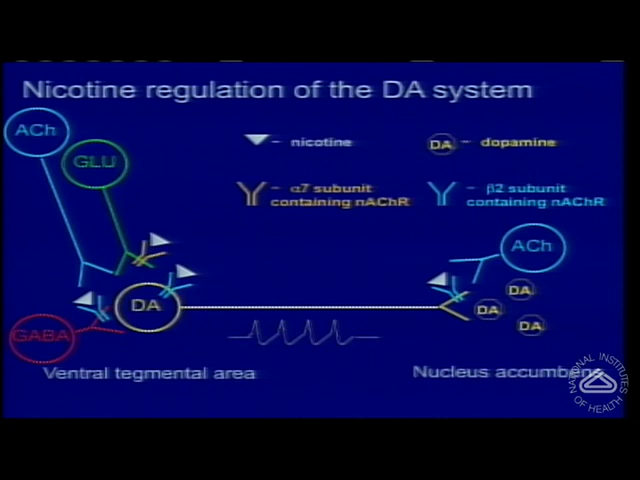 Nicotine regulation of the DA system
ACh
GLU
- nicotine
DA - dopamine
- α7 subunit
containing nAChR
- β2 subunit
containing nAChR
ACh
DA
DA
DA
DA
GABA
Ventral tegmental area
Nucleus accumbens
NATIONAL INSTITUTES
OF HEALTH